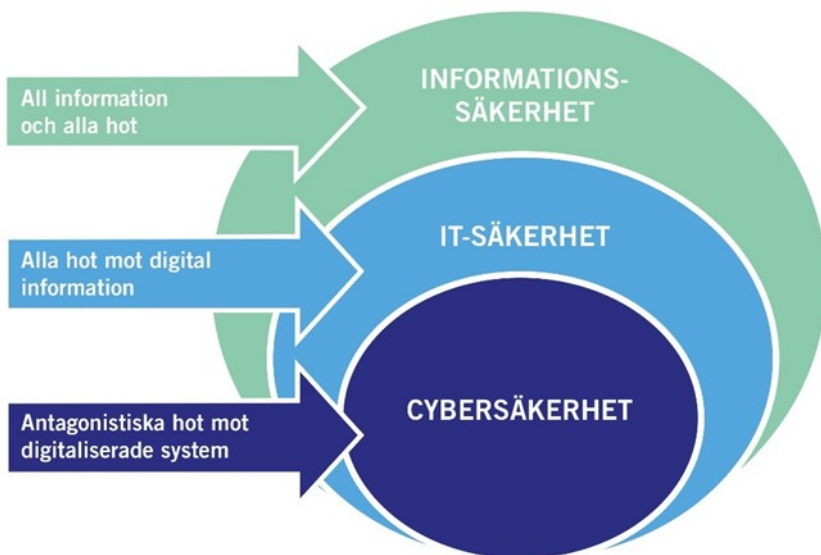 All information
och alla hot
INFORMATIONS-
SÄKERHET
Alla hot mot digital
information
IT-SÄKERHET
Antagonistiska hot mot
digitaliserade system
CYBERSÄKERHET